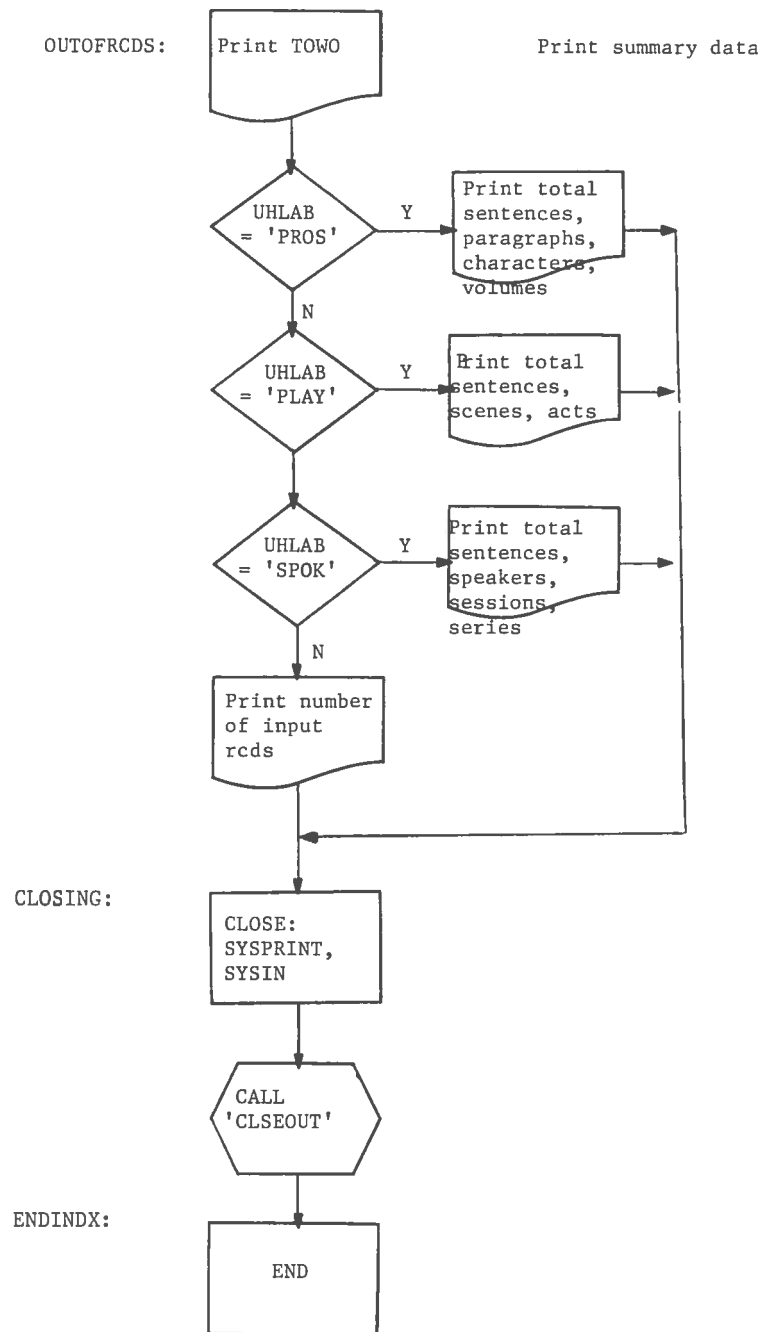 OUTOFRCDS:
Print TOWO
Print summary data
UHLAB
= 'PROS'
Y
Print total
sentences,
paragraphs,
characters,
volumes
N
UHLAB
= 'PLAY'
Y
Print total
sentences,
scenes, acts
UHLAB
= 'SPOK'
Y
Print total
sentences,
speakers,
sessions,
series
N
Print number
of input
rcds
CLOSING:
CLOSE:
SYSPRINT,
SYSIN
CALL
'CLSEOUT'
ENDINDX:
END